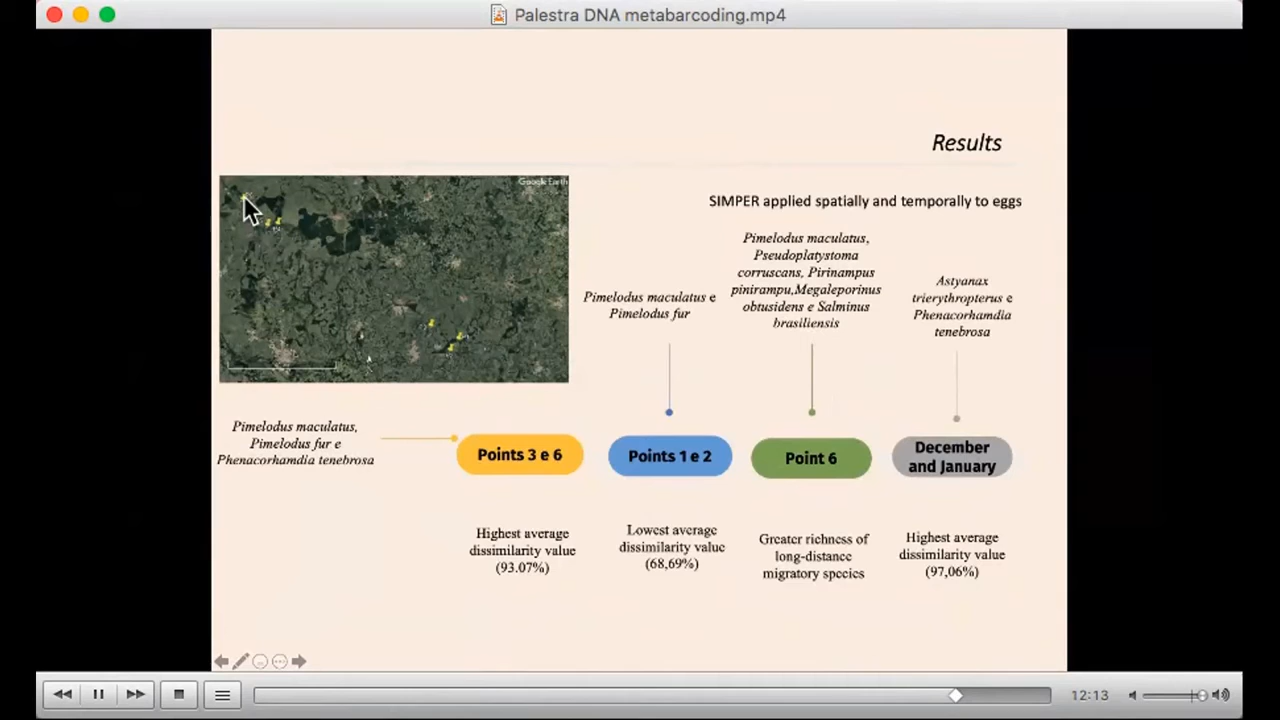 Palestra DNA metabarcoding.mp4
Results
Google Earth
SIMPER applied spatially and temporally to eggs
Pimelodus maculatus e
Pimelodus fur
Pimelodus maculatus,
Pseudoplatystoma
corruscans, Pirinampus
pinirampu,Megaleporinus
obtusidens e Salminus
brasiliensis
Astyanax
trierythropterus e
Phenacorhamdia
tenebrosa
Pimelodus maculatus,
Pimelodus fur e
Phenacorhamdia tenebrosa
Points 3 e 6
Points 1 e 2
Point 6
December
and January
Highest average
dissimilarity value
(93.07%)
Lowest average
dissimilarity value
(68,69%)
Greater richness of
long-distance
migratory species
Highest average
dissimilarity value
(97,06%)
12:13